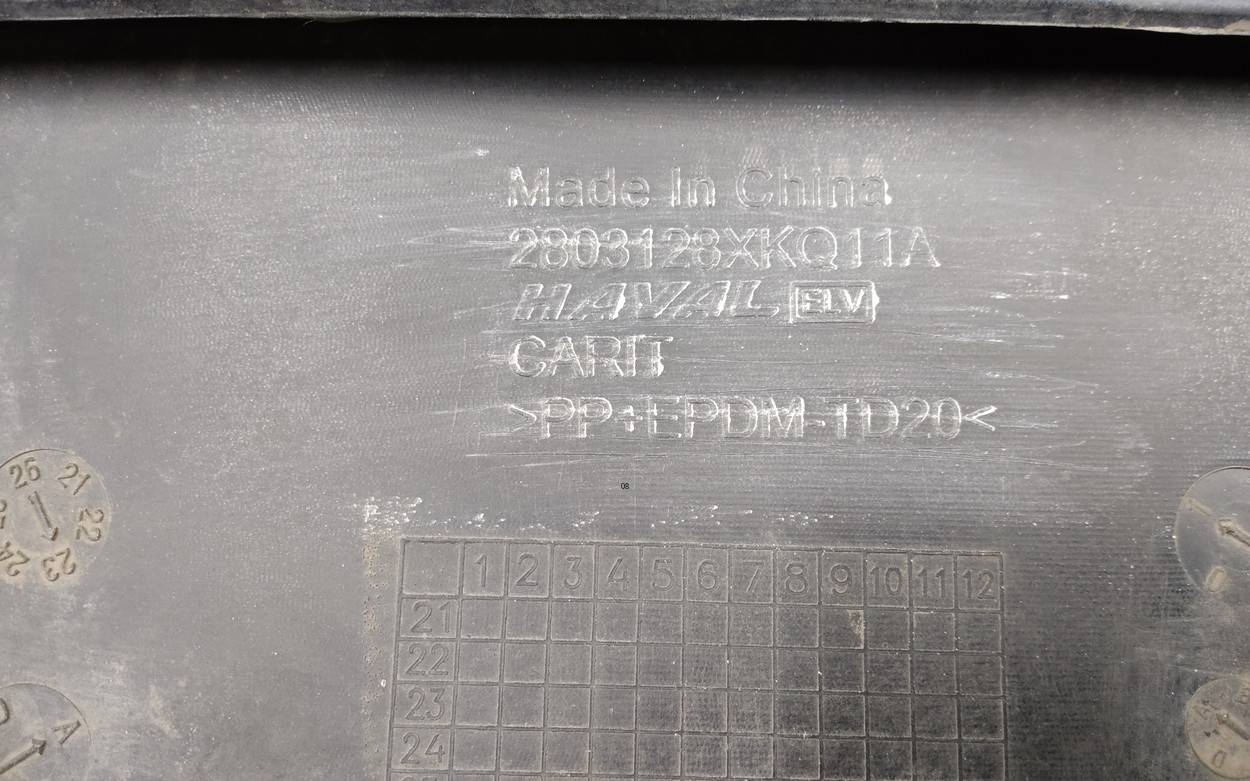 Made In China
2803128XKQ11A
HAVAL ELV
CARIT
>PP+EPDM-TD20<
08
26 21 22 23 24
1 2 3 4 5 6 7 8 9 10 11 12
21
22
23
24
A
D